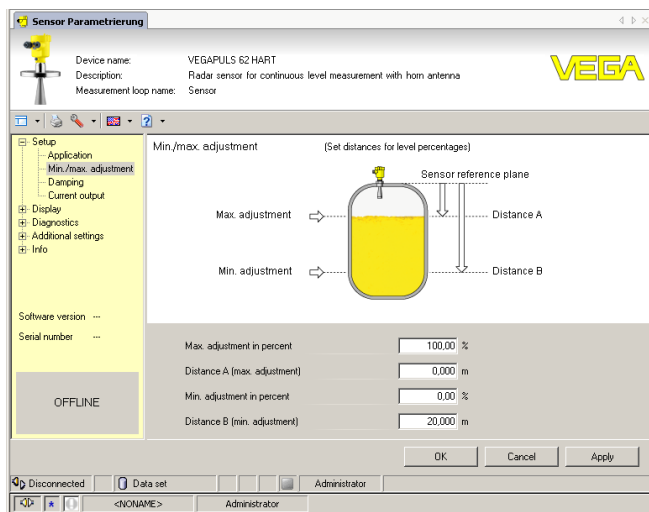 Sensor Parametrierung
Device name: VEGAPULS 62 HART
Description: Radar sensor for continuous level measurement with horn antenna
Measurement loop name: Sensor
VEGA
Setup
Application
Min./max. adjustment
Damping
Current output
Display
Diagnostics
Additional settings
Info
Software version ---
Serial number ---
OFFLINE
Min./max. adjustment (Set distances for level percentages)
Sensor reference plane
Max. adjustment
Distance A
Min. adjustment
Distance B
Max. adjustment in percent 100,00 %
Distance A (max. adjustment) 0,000 m
Min. adjustment in percent 0,00 %
Distance B (min. adjustment) 20,000 m
OK Cancel Apply
Disconnected Data set Administrator
<NONAME> Administrator